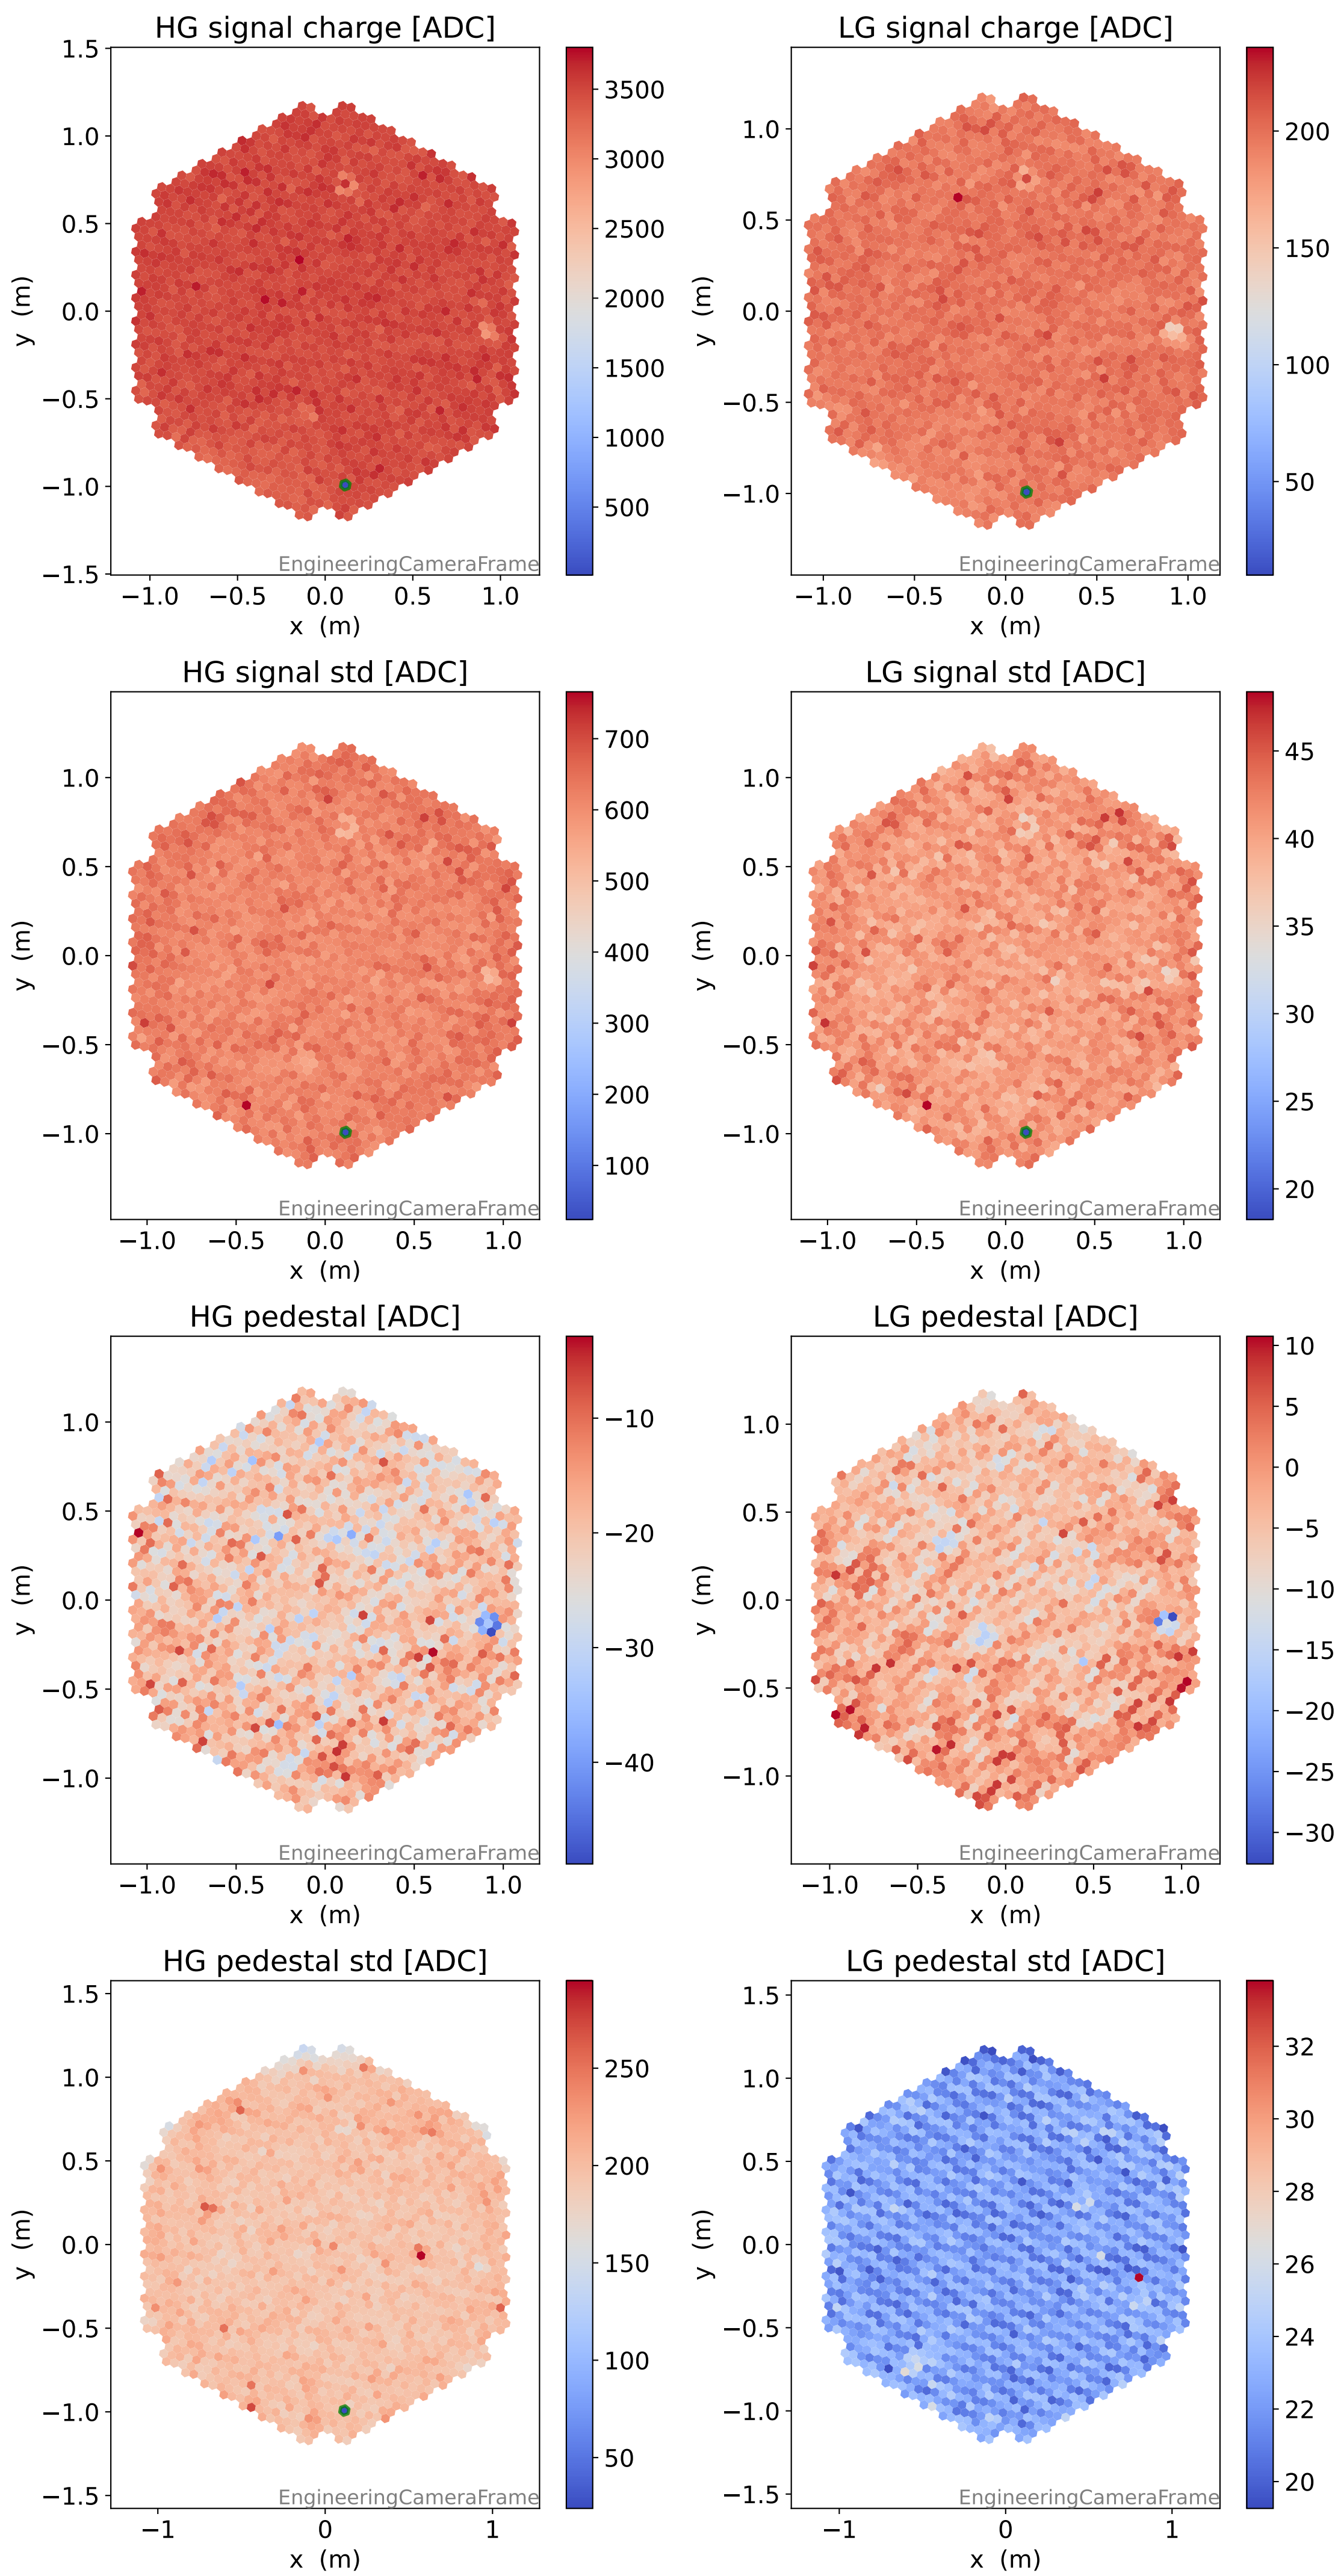 HG signal charge [ADC]
LG signal charge [ADC]
1.5
1.0
0.5
0.0
−0.5
−1.0
−1.5
y (m)
−1.0 −0.5 0.0 0.5 1.0
x (m)
EngineeringCameraFrame
3500
3000
2500
2000
1500
1000
500
1.0
0.5
0.0
−0.5
−1.0
y (m)
−1.0 −0.5 0.0 0.5 1.0
x (m)
EngineeringCameraFrame
200
150
100
50
HG signal std [ADC]
LG signal std [ADC]
1.0
0.5
0.0
−0.5
−1.0
y (m)
−1.0 −0.5 0.0 0.5 1.0
x (m)
EngineeringCameraFrame
700
600
500
400
300
200
100
1.0
0.5
0.0
−0.5
−1.0
y (m)
−1.0 −0.5 0.0 0.5 1.0
x (m)
EngineeringCameraFrame
45
40
35
30
25
20
HG pedestal [ADC]
LG pedestal [ADC]
1.0
0.5
0.0
−0.5
−1.0
y (m)
−1.0 −0.5 0.0 0.5 1.0
x (m)
EngineeringCameraFrame
−10
−20
−30
−40
1.0
0.5
0.0
−0.5
−1.0
y (m)
−1.0 −0.5 0.0 0.5 1.0
x (m)
EngineeringCameraFrame
10
5
0
−5
−10
−15
−20
−25
−30
HG pedestal std [ADC]
LG pedestal std [ADC]
1.5
1.0
0.5
0.0
−0.5
−1.0
−1.5
y (m)
−1 0 1
x (m)
EngineeringCameraFrame
250
200
150
100
50
1.5
1.0
0.5
0.0
−0.5
−1.0
−1.5
y (m)
−1 0 1
x (m)
EngineeringCameraFrame
32
30
28
26
24
22
20